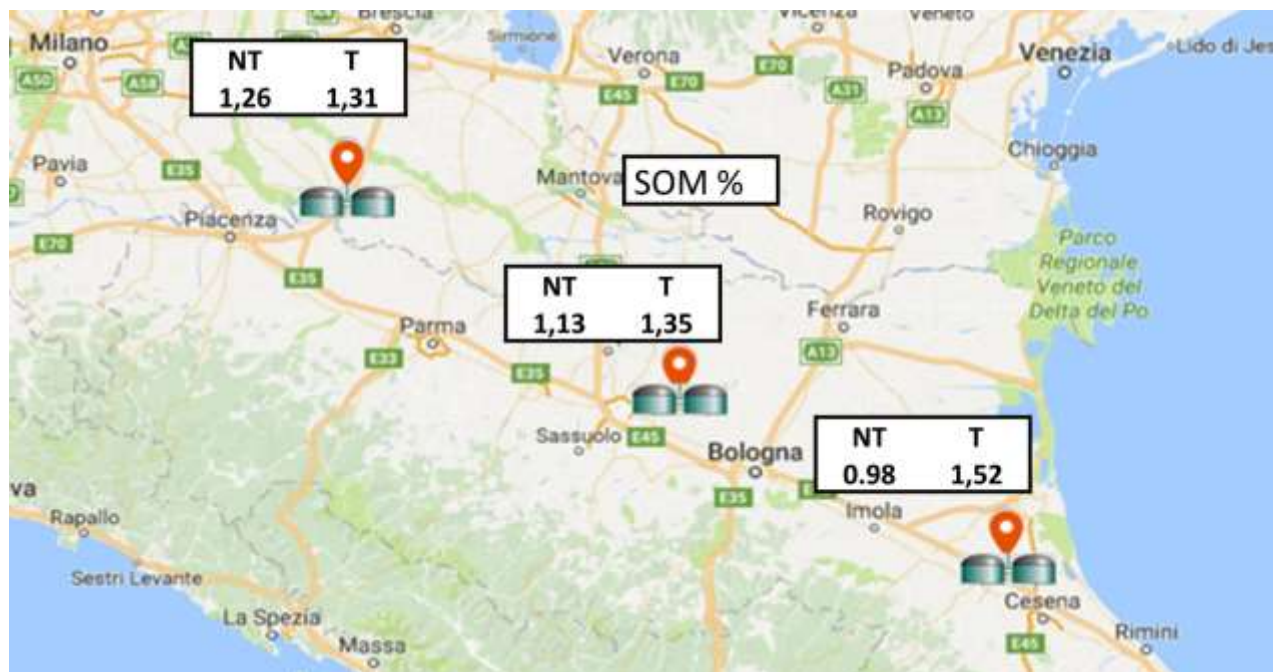 Brescia
Vicenza
Veneto
Milano
Sirmione
Verona
Venezia
Lido di Jes
NT T
1,26 1,31
A50
A58
E70
Padova
E45
E70
A31
A13
Pavia
E35
Chioggia
Mantova
SOM %
Piacenza
Rovigo
E70
E35
Parco
Regionale
Veneto del
Delta del Po
NT T
1,13 1,35
Parma
Ferrara
E33
E35
A13
Sassuolo
E45
Bologna
NT T
0.98 1,52
va
E35
Rapallo
Imola
Sestri Levante
Cesena
La Spezia
Rimini
Massa
E45